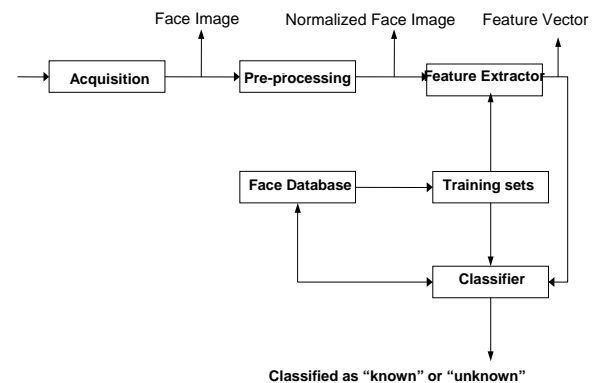 Face Image
Normalized Face Image
Feature Vector
Acquisition
Pre-processing
Feature Extractor
Face Database
Training sets
Classifier
Classified as “known” or “unknown”